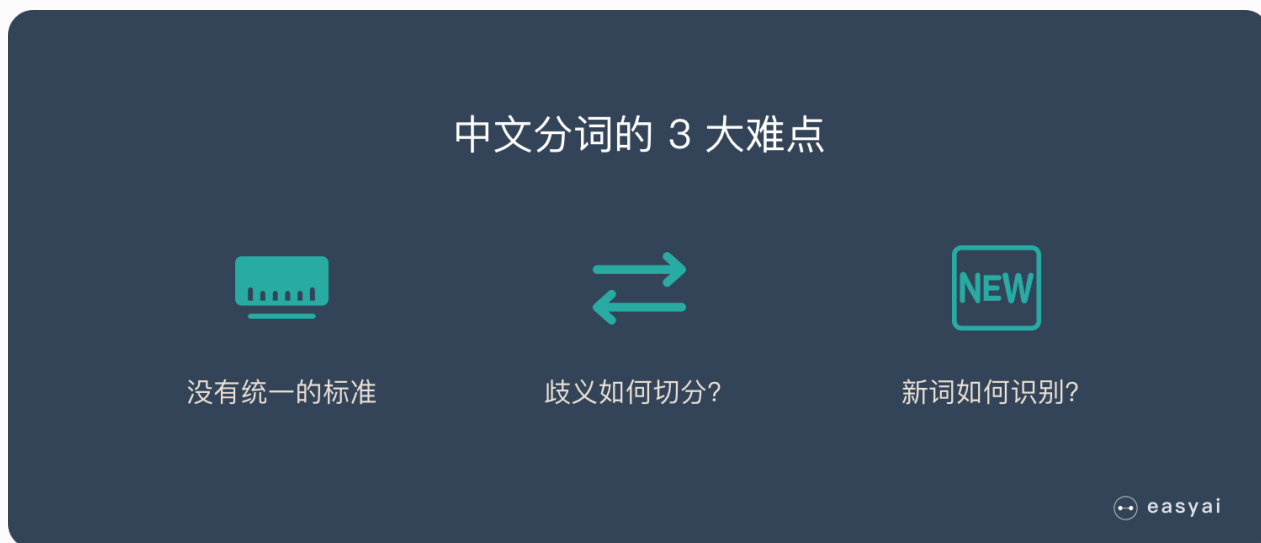 中文分词的 3 大难点
NEW
没有统一的标准
歧义如何切分?
新词如何识别?
easyai